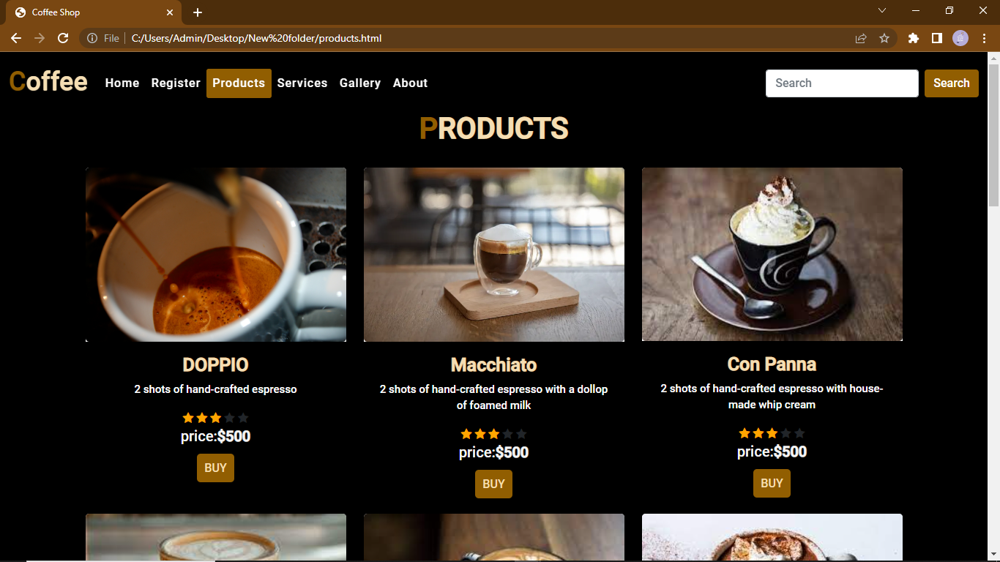 Coffee Shop
File
C:/Users/Admin/Desktop/New%20folder/products.html
Coffee Home Register Products Services Gallery About Search Search
PRODUCTS
DOPPIO
2 shots of hand-crafted espresso
price:$500
BUY
Macchiato
2 shots of hand-crafted espresso with a dollop
of foamed milk
price:$500
BUY
Con Panna
2 shots of hand-crafted espresso with house-
made whip cream
price:$500
BUY